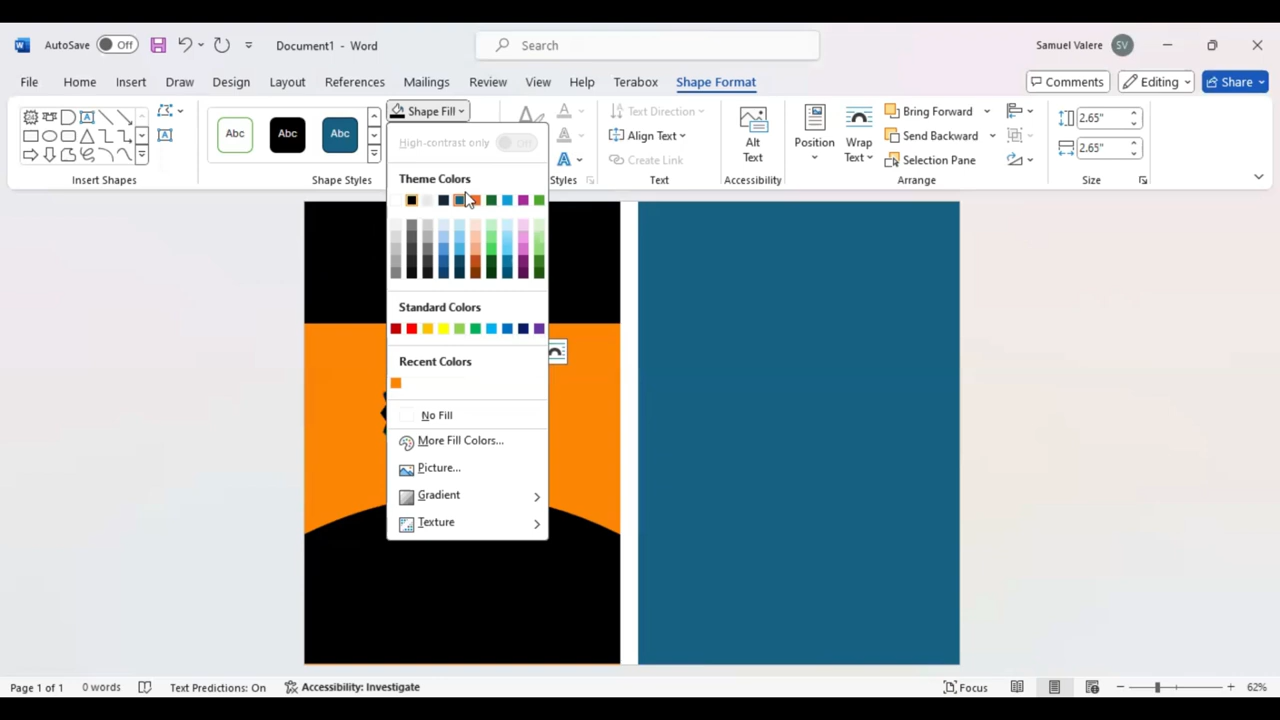 AutoSave Off Document1 - Word Search Samuel Valere SV
File Home Insert Draw Design Layout References Mailings Review View Help Terabox Shape Format Comments Editing Share
Abc Abc Abc Shape Fill Text Direction Bring Forward 2.65"
Align Text Alt Text Position Wrap Text Send Backward 2.65"
Create Link Selection Pane
Insert Shapes Shape Styles Styles Text Accessibility Arrange Size
High-contrast only
Theme Colors
Standard Colors
Recent Colors
No Fill
More Fill Colors...
Picture...
Gradient
Texture
Page 1 of 1 0 words Text Predictions: On Accessibility: Investigate Focus 62%